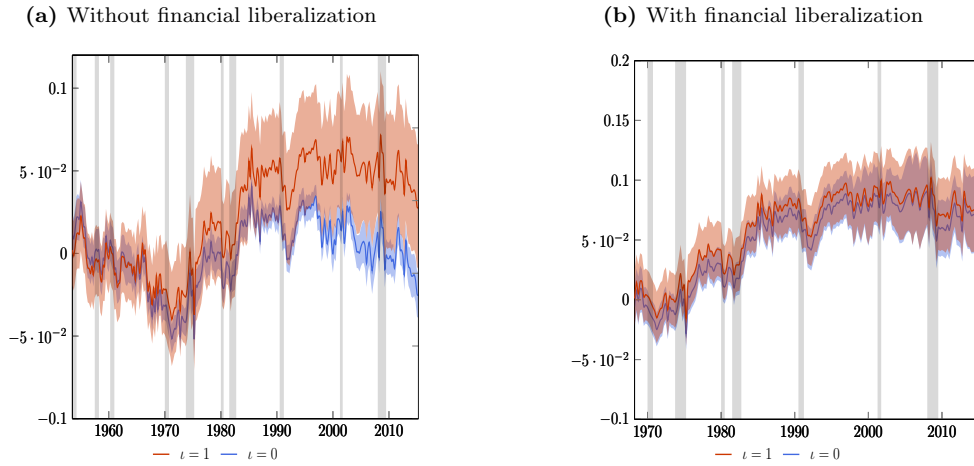 (a) Without financial liberalization
0.1
5 · 10⁻²
0
−5 · 10⁻²
−0.1
1960 1970 1980 1990 2000 2010
ι = 1 ι = 0
(b) With financial liberalization
0.2
0.15
0.1
5 · 10⁻²
0
−5 · 10⁻²
−0.1
1970 1980 1990 2000 2010
ι = 1 ι = 0